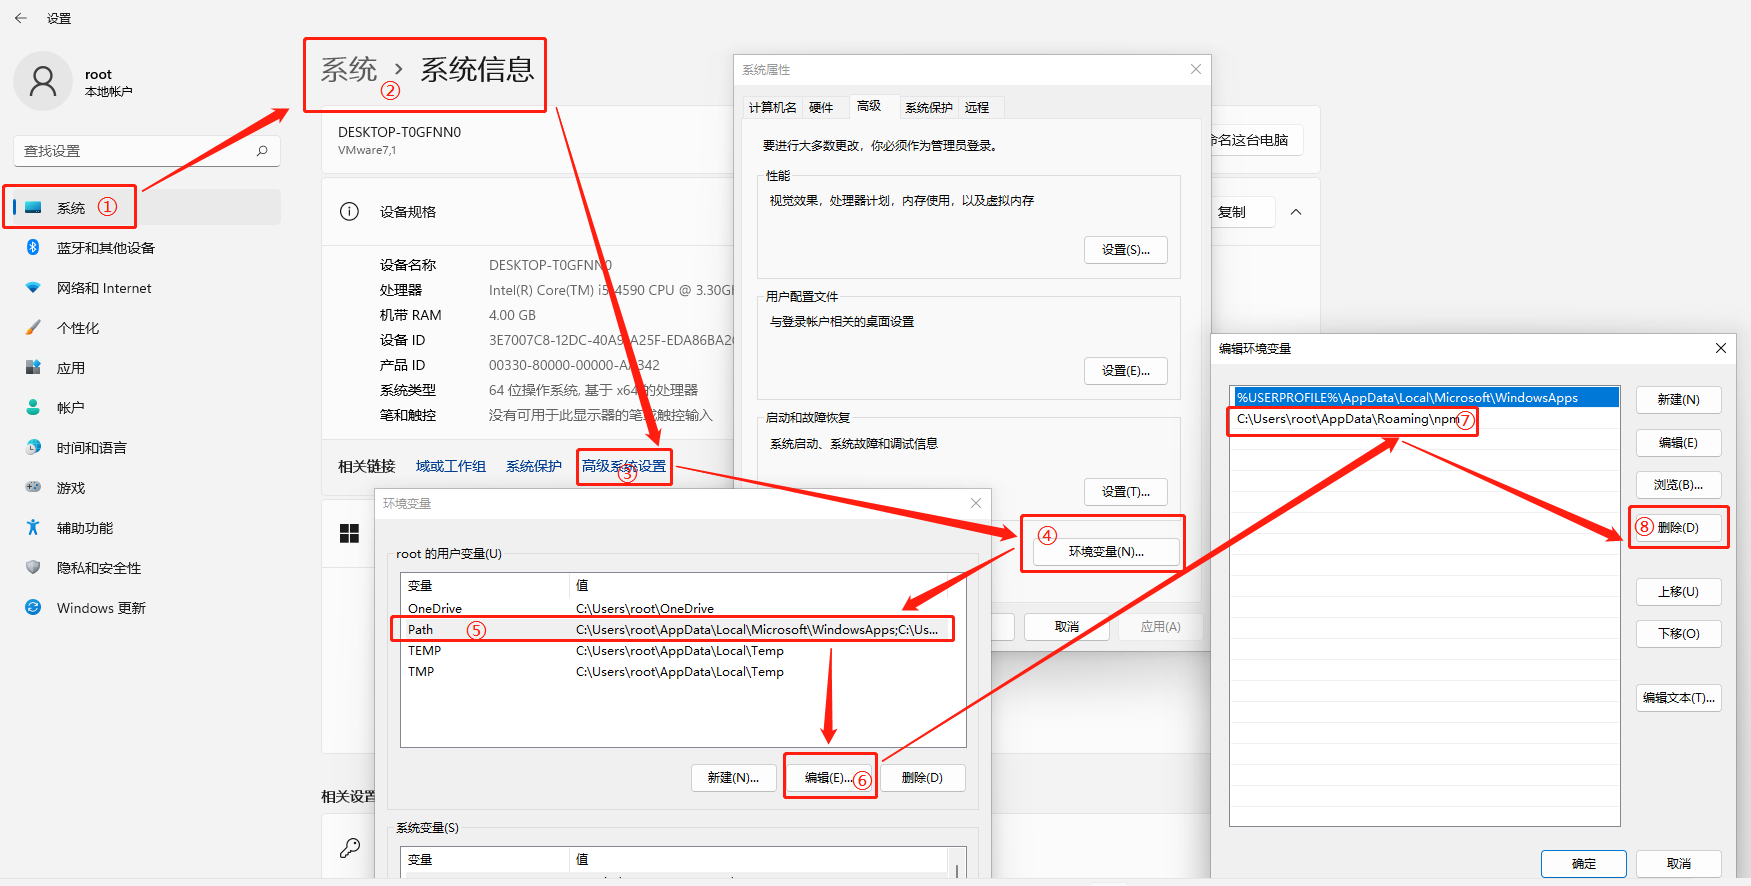 设置
root
本地帐户
查找设置
系统 ①
蓝牙和其他设备
网络和 Internet
个性化
应用
帐户
时间和语言
游戏
辅助功能
隐私和安全性
Windows 更新
系统 › 系统信息
②
DESKTOP-T0GFNN0
VMware7,1
命名这台电脑
设备规格
复制
设备名称 DESKTOP-T0GFNN0
处理器 Intel(R) Core(TM) i5-4590 CPU @ 3.30GH
机带 RAM 4.00 GB
设备 ID 3E7007C8-12DC-40A9-A25F-EDA86BA2
产品 ID 00330-80000-00000-AA342
系统类型 64 位操作系统, 基于 x64 的处理器
笔和触控 没有可用于此显示器的笔或触控输入
相关链接 域或工作组 系统保护 高级系统设置
③
相关设置
系统属性
计算机名 硬件 高级 系统保护 远程
要进行大多数更改，你必须作为管理员登录。
性能
视觉效果，处理器计划，内存使用，以及虚拟内存
设置(S)...
用户配置文件
与登录帐户相关的桌面设置
设置(E)...
启动和故障恢复
系统启动、系统故障和调试信息
设置(T)...
④
环境变量(N)...
取消 应用(A)
环境变量
root 的用户变量(U)
变量 值
OneDrive C:\Users\root\OneDrive
Path ⑤ C:\Users\root\AppData\Local\Microsoft\WindowsApps;C:\Us...
TEMP C:\Users\root\AppData\Local\Temp
TMP C:\Users\root\AppData\Local\Temp
新建(N)... 编辑(E)... ⑥ 删除(D)
系统变量(S)
变量 值
编辑环境变量
%USERPROFILE%\AppData\Local\Microsoft\WindowsApps
C:\Users\root\AppData\Roaming\npm ⑦
新建(N)
编辑(E)
浏览(B)...
⑧ 删除(D)
上移(U)
下移(O)
编辑文本(T)...
确定 取消